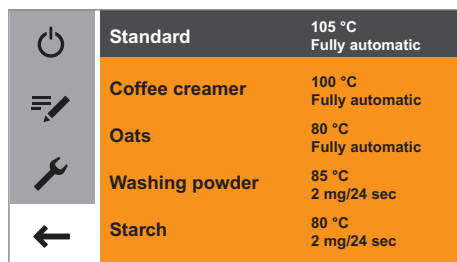 Standard
105 °C
Fully automatic
Coffee creamer
100 °C
Fully automatic
Oats
80 °C
Fully automatic
Washing powder
85 °C
2 mg/24 sec
Starch
80 °C
2 mg/24 sec